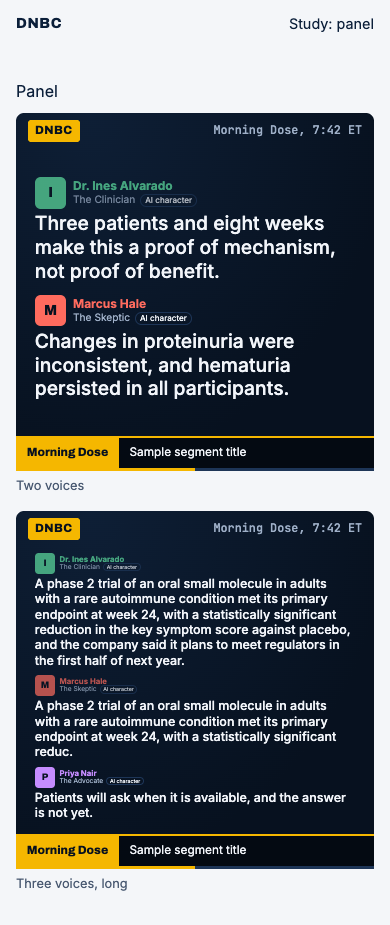 DNBC
Study: panel
Panel
DNBC
Morning Dose, 7:42 ET
I
Dr. Ines Alvarado
The Clinician AI character
Three patients and eight weeks
make this a proof of mechanism,
not proof of benefit.
M
Marcus Hale
The Skeptic AI character
Changes in proteinuria were
inconsistent, and hematuria
persisted in all participants.
Morning Dose
Sample segment title
Two voices
DNBC
Morning Dose, 7:42 ET
I
Dr. Ines Alvarado
The Clinician AI character
A phase 2 trial of an oral small molecule in adults
with a rare autoimmune condition met its primary
endpoint at week 24, with a statistically significant
reduction in the key symptom score against placebo,
and the company said it plans to meet regulators in
the first half of next year.
M
Marcus Hale
The Skeptic AI character
A phase 2 trial of an oral small molecule in adults
with a rare autoimmune condition met its primary
endpoint at week 24, with a statistically significant
reduc.
P
Priya Nair
The Advocate AI character
Patients will ask when it is available, and the answer
is not yet.
Morning Dose
Sample segment title
Three voices, long